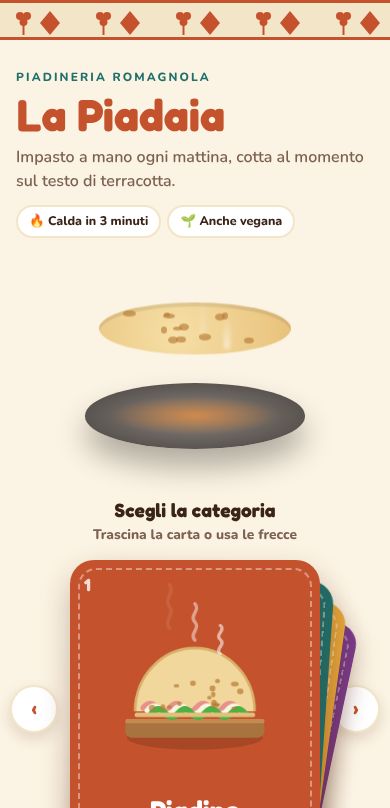 PIADINERIA ROMAGNOLA
La Piadaia
Impasto a mano ogni mattina, cotta al momento
sul testo di terracotta.
🔥 Calda in 3 minuti 🌱 Anche vegana
Scegli la categoria
Trascina la carta o usa le frecce
1
‹ ›
Piadine